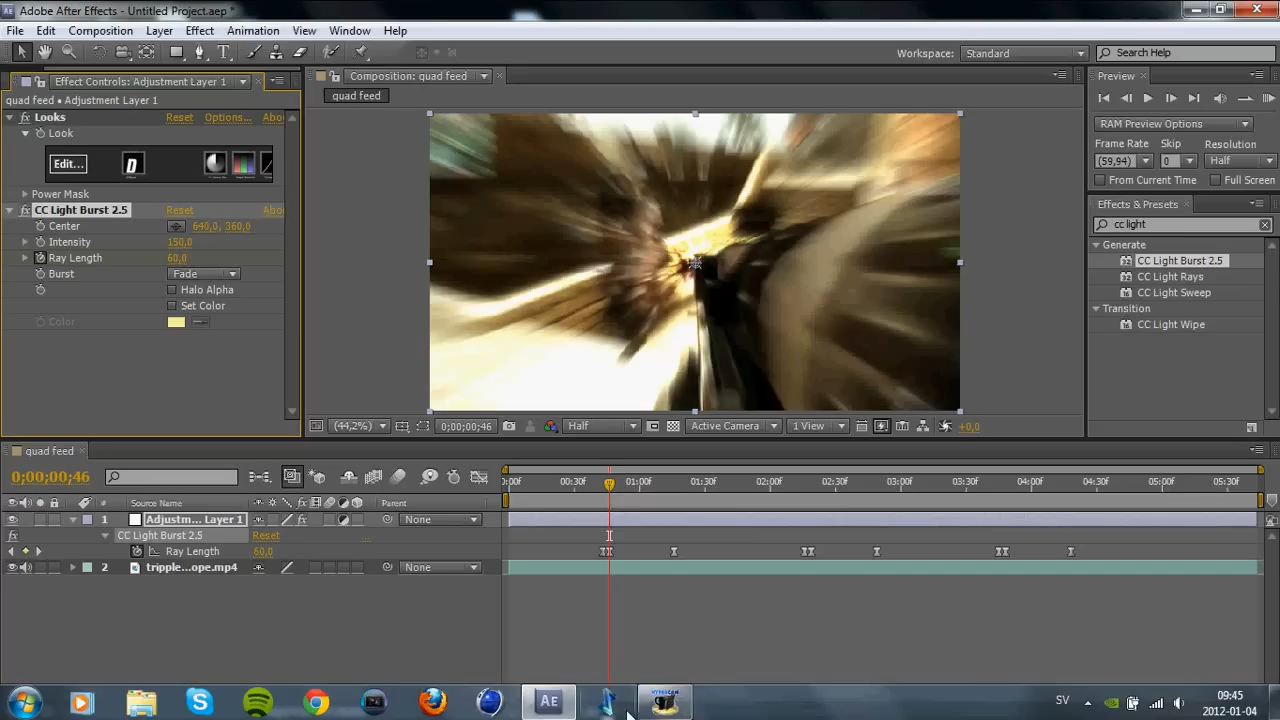 Adobe After Effects - Untitled Project.aep *
File Edit Composition Layer Effect Animation View Window Help
Workspace: Standard Search Help
Effect Controls: Adjustment Layer 1
quad feed • Adjustment Layer 1
Looks Reset Options... Abo
Look
Edit...
Power Mask
CC Light Burst 2.5 Reset Abo
Center 640,0, 360,0
Intensity 150,0
Ray Length 60,0
Burst Fade
Halo Alpha
Set Color
Color
Composition: quad feed
quad feed
(44,2%) 0;00;00;46 Half Active Camera 1 View +0,0
Preview
RAM Preview Options
Frame Rate Skip Resolution
(59,94) 0 Half
From Current Time Full Screen
Effects & Presets
cc light
Generate
CC Light Burst 2.5
CC Light Rays
CC Light Sweep
Transition
CC Light Wipe
quad feed
0;00;00;46
):00f 00:30f 01:00f 01:30f 02:00f 02:30f 03:00f 03:30f 04:00f 04:30f 05:00f 05:30f
# Source Name Parent
1 Adjustm... Layer 1 None
CC Light Burst 2.5 Reset ...
Ray Length 60,0
2 tripple...ope.mp4 None
AE HYPERCAM SV 09:45
2012-01-04